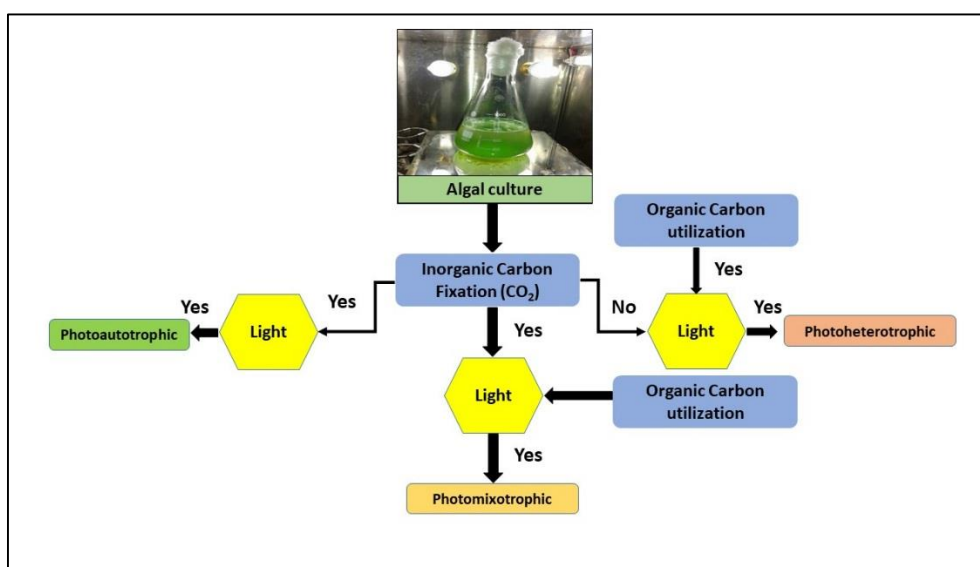 Algal culture
Organic Carbon
utilization
Inorganic Carbon
Fixation (CO₂)
Yes
Yes
Yes
No
Yes
Yes
Photoautotrophic
Light
Light
Photoheterotrophic
Light
Organic Carbon
utilization
Yes
Photomixotrophic